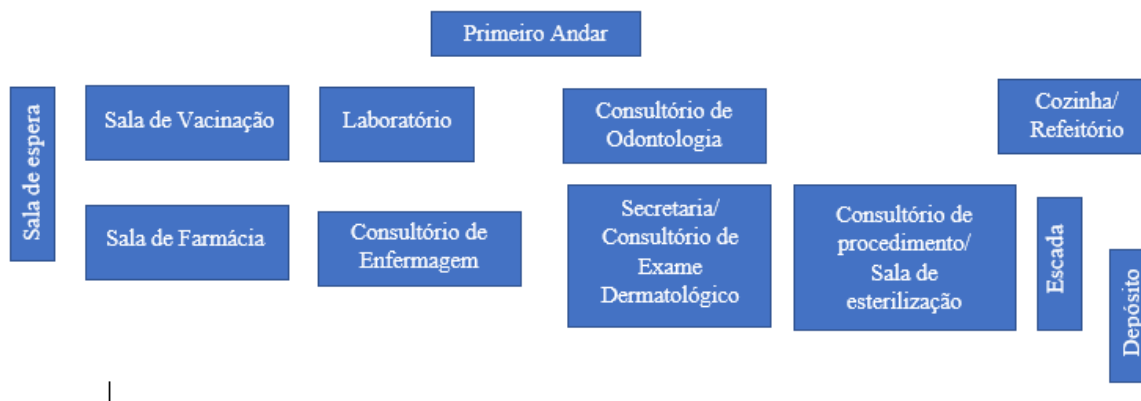 Primeiro Andar
Sala de espera
Sala de Vacinação
Laboratório
Consultório de
Odontologia
Cozinha/
Refeitório
Sala de Farmácia
Consultório de
Enfermagem
Secretaria/
Consultório de
Exame
Dermatológico
Consultório de
procedimento/
Sala de
esterilização
Escada
Depósito